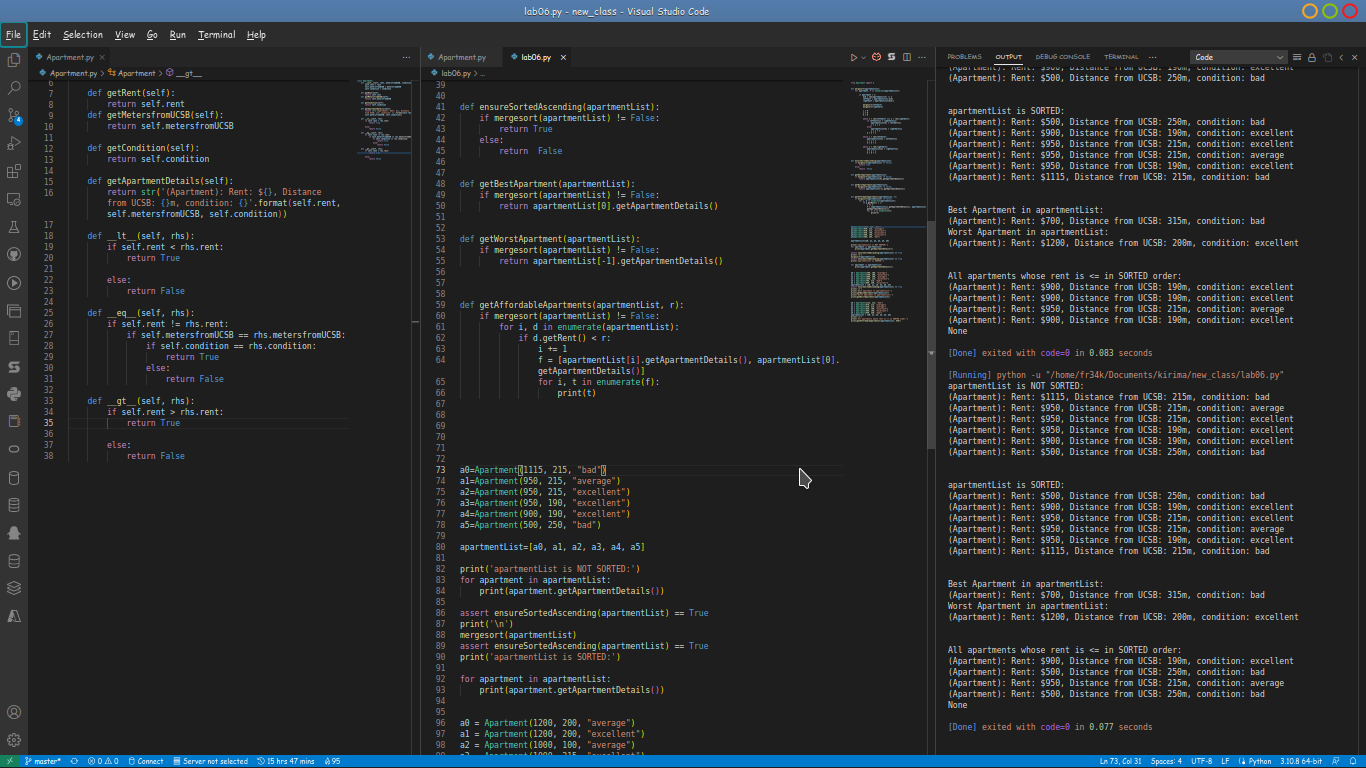 lab06.py - new_class - Visual Studio Code
File Edit Selection View Go Run Terminal Help
Apartment.py
Apartment.py > Apartment > __gt__
6
7 def getRent(self):
8 return self.rent
9 def getMetersfromUCSB(self):
10 return self.metersfromUCSB
11
12 def getCondition(self):
13 return self.condition
14
15 def getApartmentDetails(self):
16 return str('(Apartment): Rent: ${}, Distance
from UCSB: {}m, condition: {}'.format(self.rent,
self.metersfromUCSB, self.condition))
17
18 def __lt__(self, rhs):
19 if self.rent < rhs.rent:
20 return True
21
22 else:
23 return False
24
25 def __eq__(self, rhs):
26 if self.rent != rhs.rent:
27 if self.metersfromUCSB == rhs.metersfromUCSB:
28 if self.condition == rhs.condition:
29 return True
30 else:
31 return False
32
33 def __gt__(self, rhs):
34 if self.rent > rhs.rent:
35 return True
36
37 else:
38 return False
Apartment.py lab06.py
lab06.py > ...
39
40
41 def ensureSortedAscending(apartmentList):
42 if mergesort(apartmentList) != False:
43 return True
44 else:
45 return  False
46
47
48 def getBestApartment(apartmentList):
49 if mergesort(apartmentList) != False:
50 return apartmentList[0].getApartmentDetails()
51
52
53 def getWorstApartment(apartmentList):
54 if mergesort(apartmentList) != False:
55 return apartmentList[-1].getApartmentDetails()
56
57
58
59 def getAffordableApartments(apartmentList, r):
60 if mergesort(apartmentList) != False:
61 for i, d in enumerate(apartmentList):
62 if d.getRent() < r:
63 i += 1
64 f = [apartmentList[i].getApartmentDetails(), apartmentList[0].
getApartmentDetails()]
65 for i, t in enumerate(f):
66 print(t)
67
68
69
70
71
72
73 a0=Apartment(1115, 215, "bad")
74 a1=Apartment(950, 215, "average")
75 a2=Apartment(950, 215, "excellent")
76 a3=Apartment(950, 190, "excellent")
77 a4=Apartment(900, 190, "excellent")
78 a5=Apartment(500, 250, "bad")
79
80 apartmentList=[a0, a1, a2, a3, a4, a5]
81
82 print('apartmentList is NOT SORTED:')
83 for apartment in apartmentList:
84 print(apartment.getApartmentDetails())
85
86 assert ensureSortedAscending(apartmentList) == True
87 print('\n')
88 mergesort(apartmentList)
89 assert ensureSortedAscending(apartmentList) == True
90 print('apartmentList is SORTED:')
91
92 for apartment in apartmentList:
93 print(apartment.getApartmentDetails())
94
95
96 a0 = Apartment(1200, 200, "average")
97 a1 = Apartment(1200, 200, "excellent")
98 a2 = Apartment(1000, 100, "average")
PROBLEMS OUTPUT DEBUG CONSOLE TERMINAL ... Code
(Apartment): Rent: $900, Distance from UCSB: 190m, condition: excellent
(Apartment): Rent: $500, Distance from UCSB: 250m, condition: bad
apartmentList is SORTED:
(Apartment): Rent: $500, Distance from UCSB: 250m, condition: bad
(Apartment): Rent: $900, Distance from UCSB: 190m, condition: excellent
(Apartment): Rent: $950, Distance from UCSB: 215m, condition: excellent
(Apartment): Rent: $950, Distance from UCSB: 215m, condition: average
(Apartment): Rent: $950, Distance from UCSB: 190m, condition: excellent
(Apartment): Rent: $1115, Distance from UCSB: 215m, condition: bad
Best Apartment in apartmentList:
(Apartment): Rent: $700, Distance from UCSB: 315m, condition: bad
Worst Apartment in apartmentList:
(Apartment): Rent: $1200, Distance from UCSB: 200m, condition: excellent
All apartments whose rent is <= in SORTED order:
(Apartment): Rent: $900, Distance from UCSB: 190m, condition: excellent
(Apartment): Rent: $900, Distance from UCSB: 190m, condition: excellent
(Apartment): Rent: $950, Distance from UCSB: 215m, condition: average
(Apartment): Rent: $900, Distance from UCSB: 190m, condition: excellent
None
[Done] exited with code=0 in 0.083 seconds
[Running] python -u "/home/fr34k/Documents/kirima/new_class/lab06.py"
apartmentList is NOT SORTED:
(Apartment): Rent: $1115, Distance from UCSB: 215m, condition: bad
(Apartment): Rent: $950, Distance from UCSB: 215m, condition: average
(Apartment): Rent: $950, Distance from UCSB: 215m, condition: excellent
(Apartment): Rent: $950, Distance from UCSB: 190m, condition: excellent
(Apartment): Rent: $900, Distance from UCSB: 190m, condition: excellent
(Apartment): Rent: $500, Distance from UCSB: 250m, condition: bad
apartmentList is SORTED:
(Apartment): Rent: $500, Distance from UCSB: 250m, condition: bad
(Apartment): Rent: $900, Distance from UCSB: 190m, condition: excellent
(Apartment): Rent: $950, Distance from UCSB: 215m, condition: excellent
(Apartment): Rent: $950, Distance from UCSB: 215m, condition: average
(Apartment): Rent: $950, Distance from UCSB: 190m, condition: excellent
(Apartment): Rent: $1115, Distance from UCSB: 215m, condition: bad
Best Apartment in apartmentList:
(Apartment): Rent: $700, Distance from UCSB: 315m, condition: bad
Worst Apartment in apartmentList:
(Apartment): Rent: $1200, Distance from UCSB: 200m, condition: excellent
All apartments whose rent is <= in SORTED order:
(Apartment): Rent: $900, Distance from UCSB: 190m, condition: excellent
(Apartment): Rent: $500, Distance from UCSB: 250m, condition: bad
(Apartment): Rent: $950, Distance from UCSB: 215m, condition: average
(Apartment): Rent: $500, Distance from UCSB: 250m, condition: bad
None
[Done] exited with code=0 in 0.077 seconds
4
master* 0 0 Connect Server not selected 15 hrs 47 mins 95 Ln 73, Col 31 Spaces: 4 UTF-8 LF Python 3.10.8 64-bit